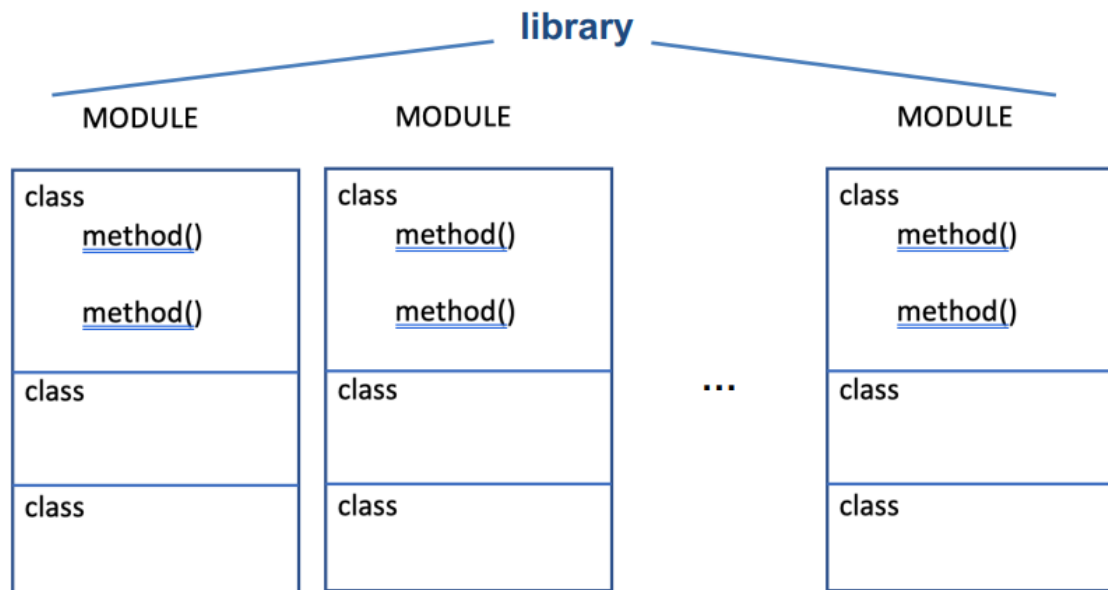 library
MODULE MODULE MODULE
class class class
method() method() method()
method() method() method()
...
class class class
class class class